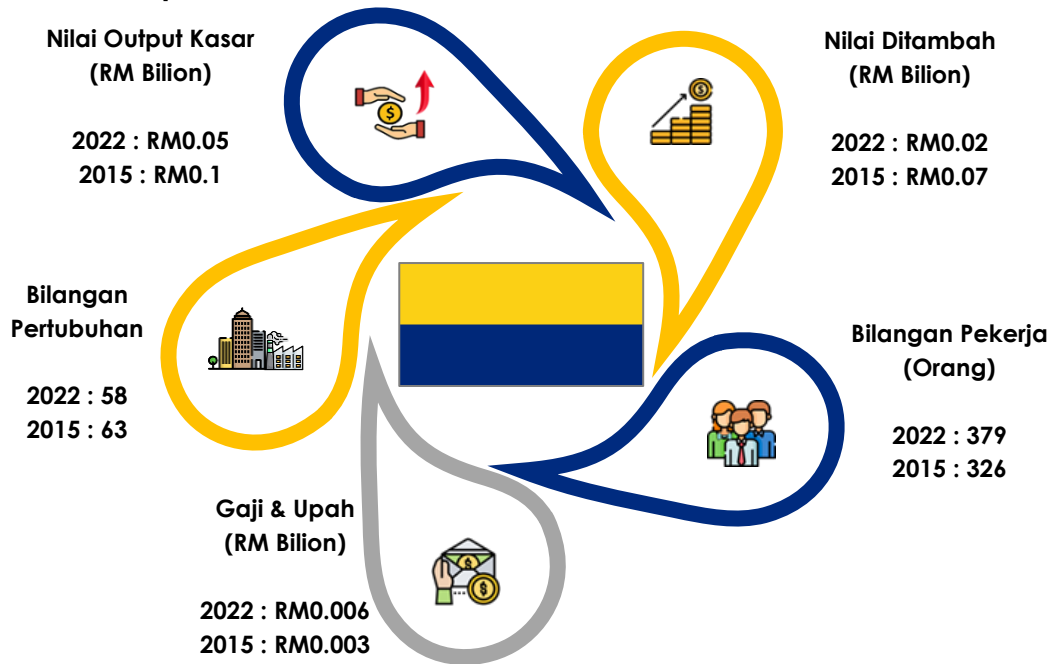 Nilai Output Kasar
(RM Bilion)
2022 : RM0.05
2015 : RM0.1
Nilai Ditambah
(RM Bilion)
2022 : RM0.02
2015 : RM0.07
Bilangan
Pertubuhan
2022 : 58
2015 : 63
Bilangan Pekerja
(Orang)
2022 : 379
2015 : 326
Gaji & Upah
(RM Bilion)
2022 : RM0.006
2015 : RM0.003